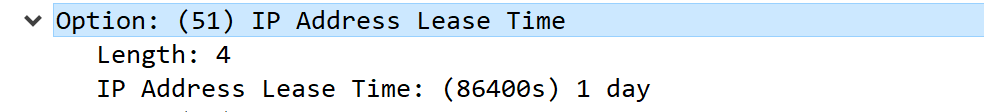 Option: (51) IP Address Lease Time
Length: 4
IP Address Lease Time: (86400s) 1 day